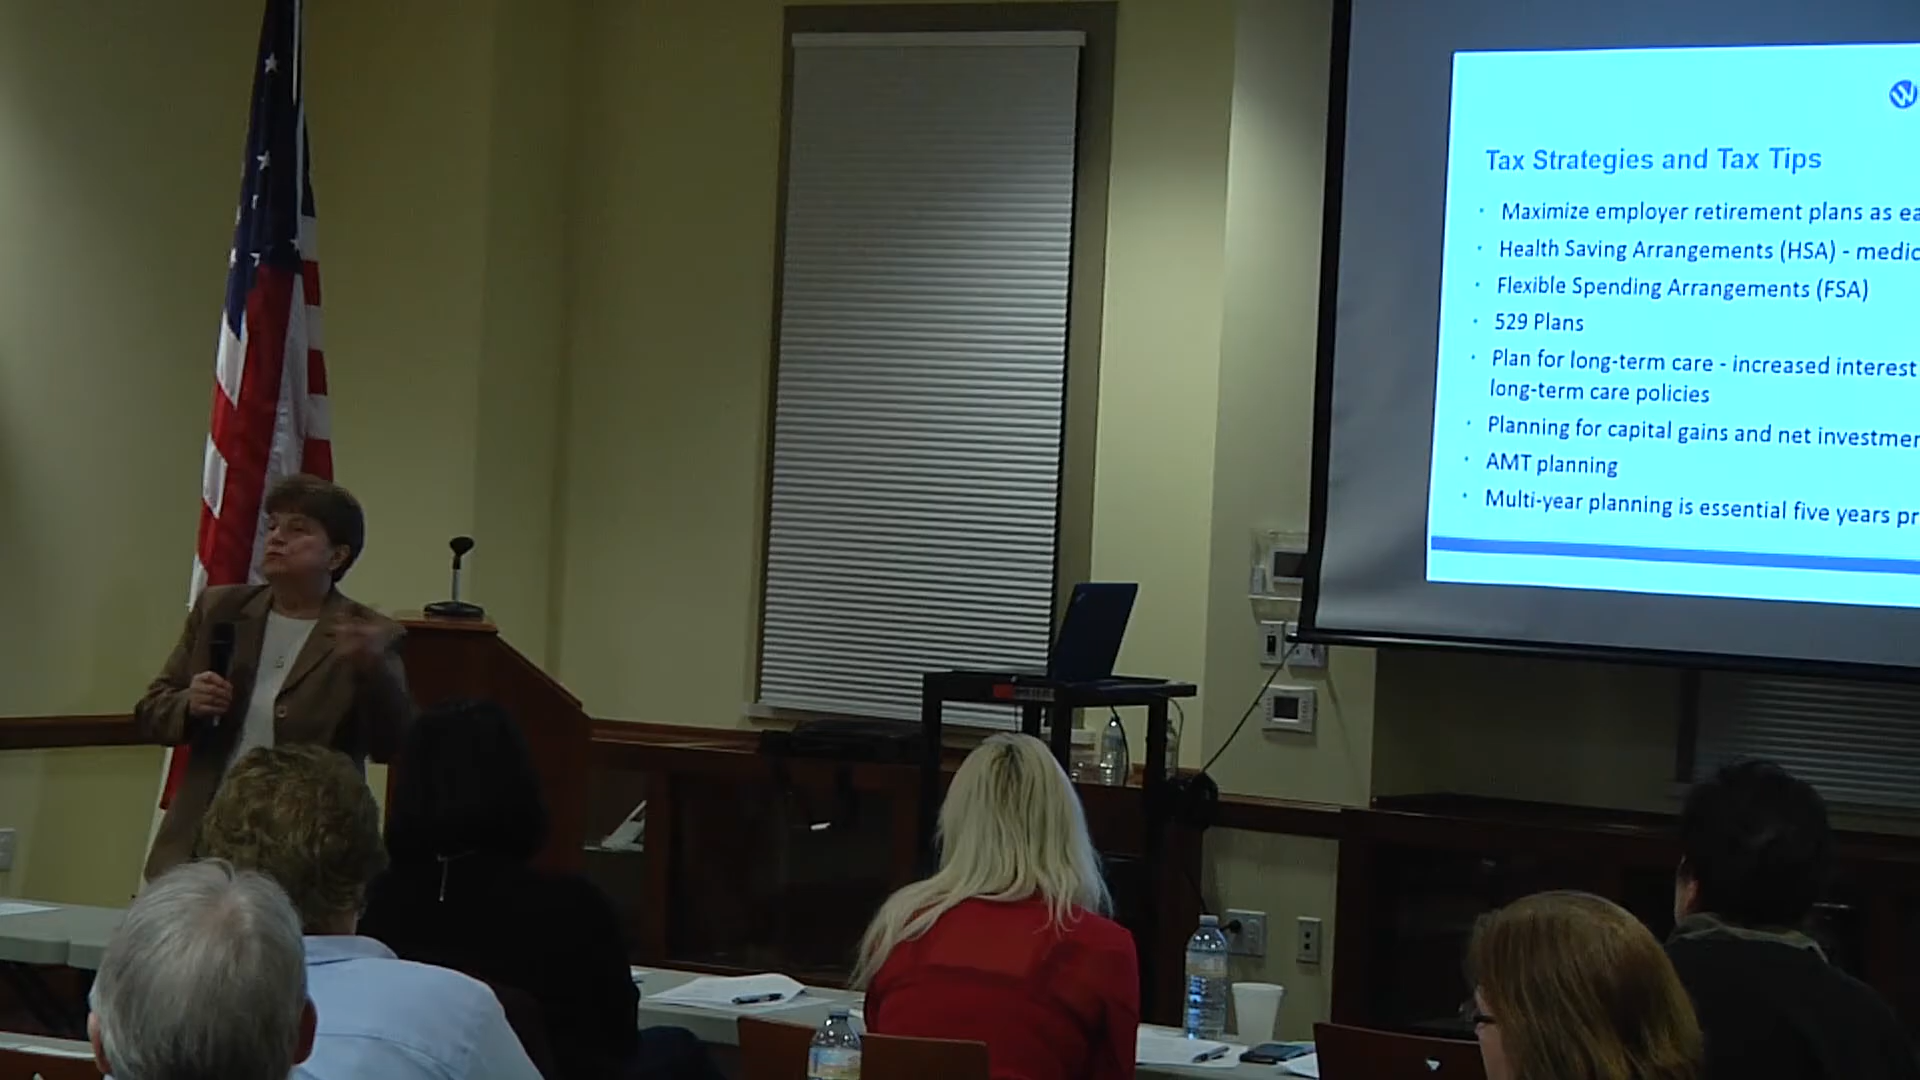 W
Tax Strategies and Tax Tips
· Maximize employer retirement plans as ea
· Health Saving Arrangements (HSA) - medic
· Flexible Spending Arrangements (FSA)
· 529 Plans
· Plan for long-term care - increased interest
long-term care policies
· Planning for capital gains and net investmen
· AMT planning
· Multi-year planning is essential five years pr